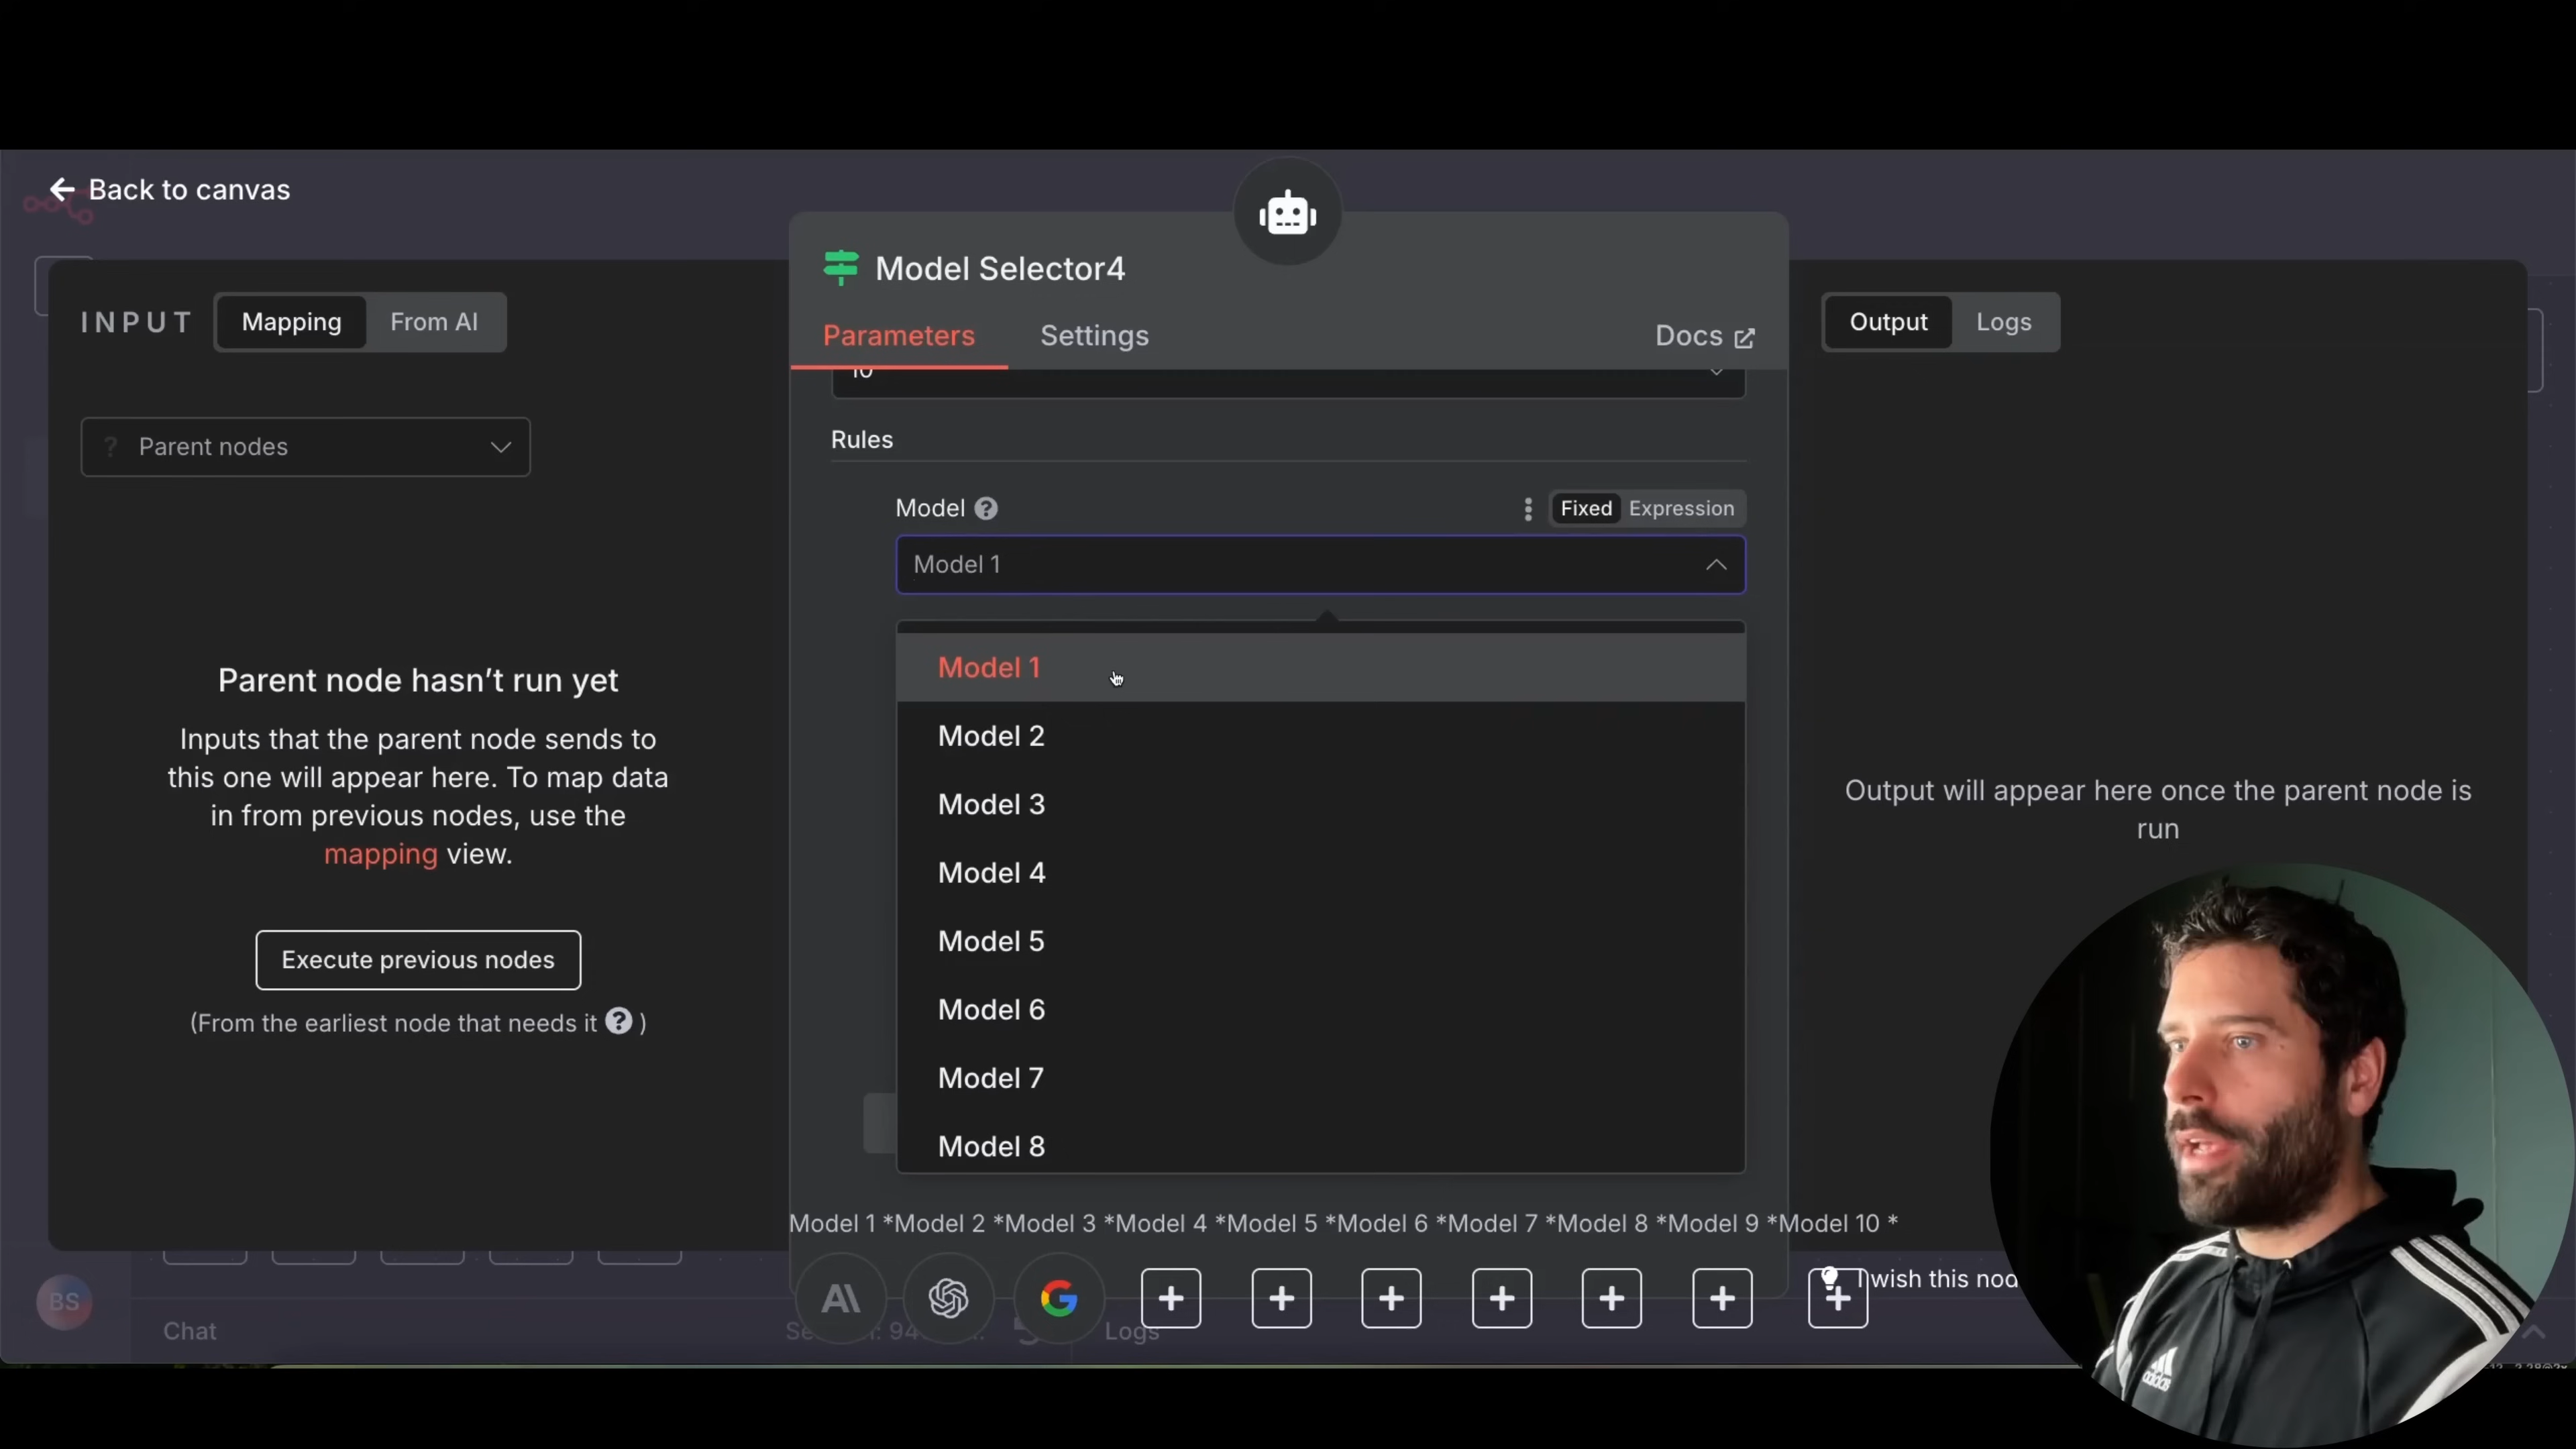 Back to canvas
INPUT
Mapping
From AI
Parent nodes
Parent node hasn't run yet
Inputs that the parent node sends to
this one will appear here. To map data
in from previous nodes, use the
mapping view.
Execute previous nodes
(From the earliest node that needs it ? )
Model Selector4
Parameters
Settings
Docs
10
Rules
Model ?
Fixed
Expression
Model 1
Model 1
Model 2
Model 3
Model 4
Model 5
Model 6
Model 7
Model 8
Model 1 *Model 2 *Model 3 *Model 4 *Model 5 *Model 6 *Model 7 *Model 8 *Model 9 *Model 10 *
I wish this nod
Output
Logs
Output will appear here once the parent node is
run
BS
Chat
Logs
adidas